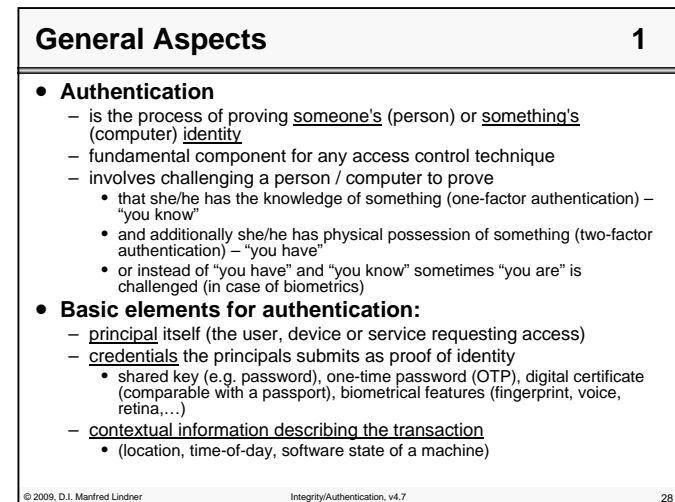 General Aspects 1
• Authentication
– is the process of proving someone's (person) or something's
(computer) identity
– fundamental component for any access control technique
– involves challenging a person / computer to prove
• that she/he has the knowledge of something (one-factor authentication) –
“you know”
• and additionally she/he has physical possession of something (two-factor
authentication) – “you have”
• or instead of “you have” and “you know” sometimes “you are” is
challenged (in case of biometrics)
• Basic elements for authentication:
– principal itself (the user, device or service requesting access)
– credentials the principals submits as proof of identity
• shared key (e.g. password), one-time password (OTP), digital certificate
(comparable with a passport), biometrical features (fingerprint, voice,
retina,…)
– contextual information describing the transaction
• (location, time-of-day, software state of a machine)
© 2009, D.I. Manfred Lindner Integrity/Authentication, v4.7 28